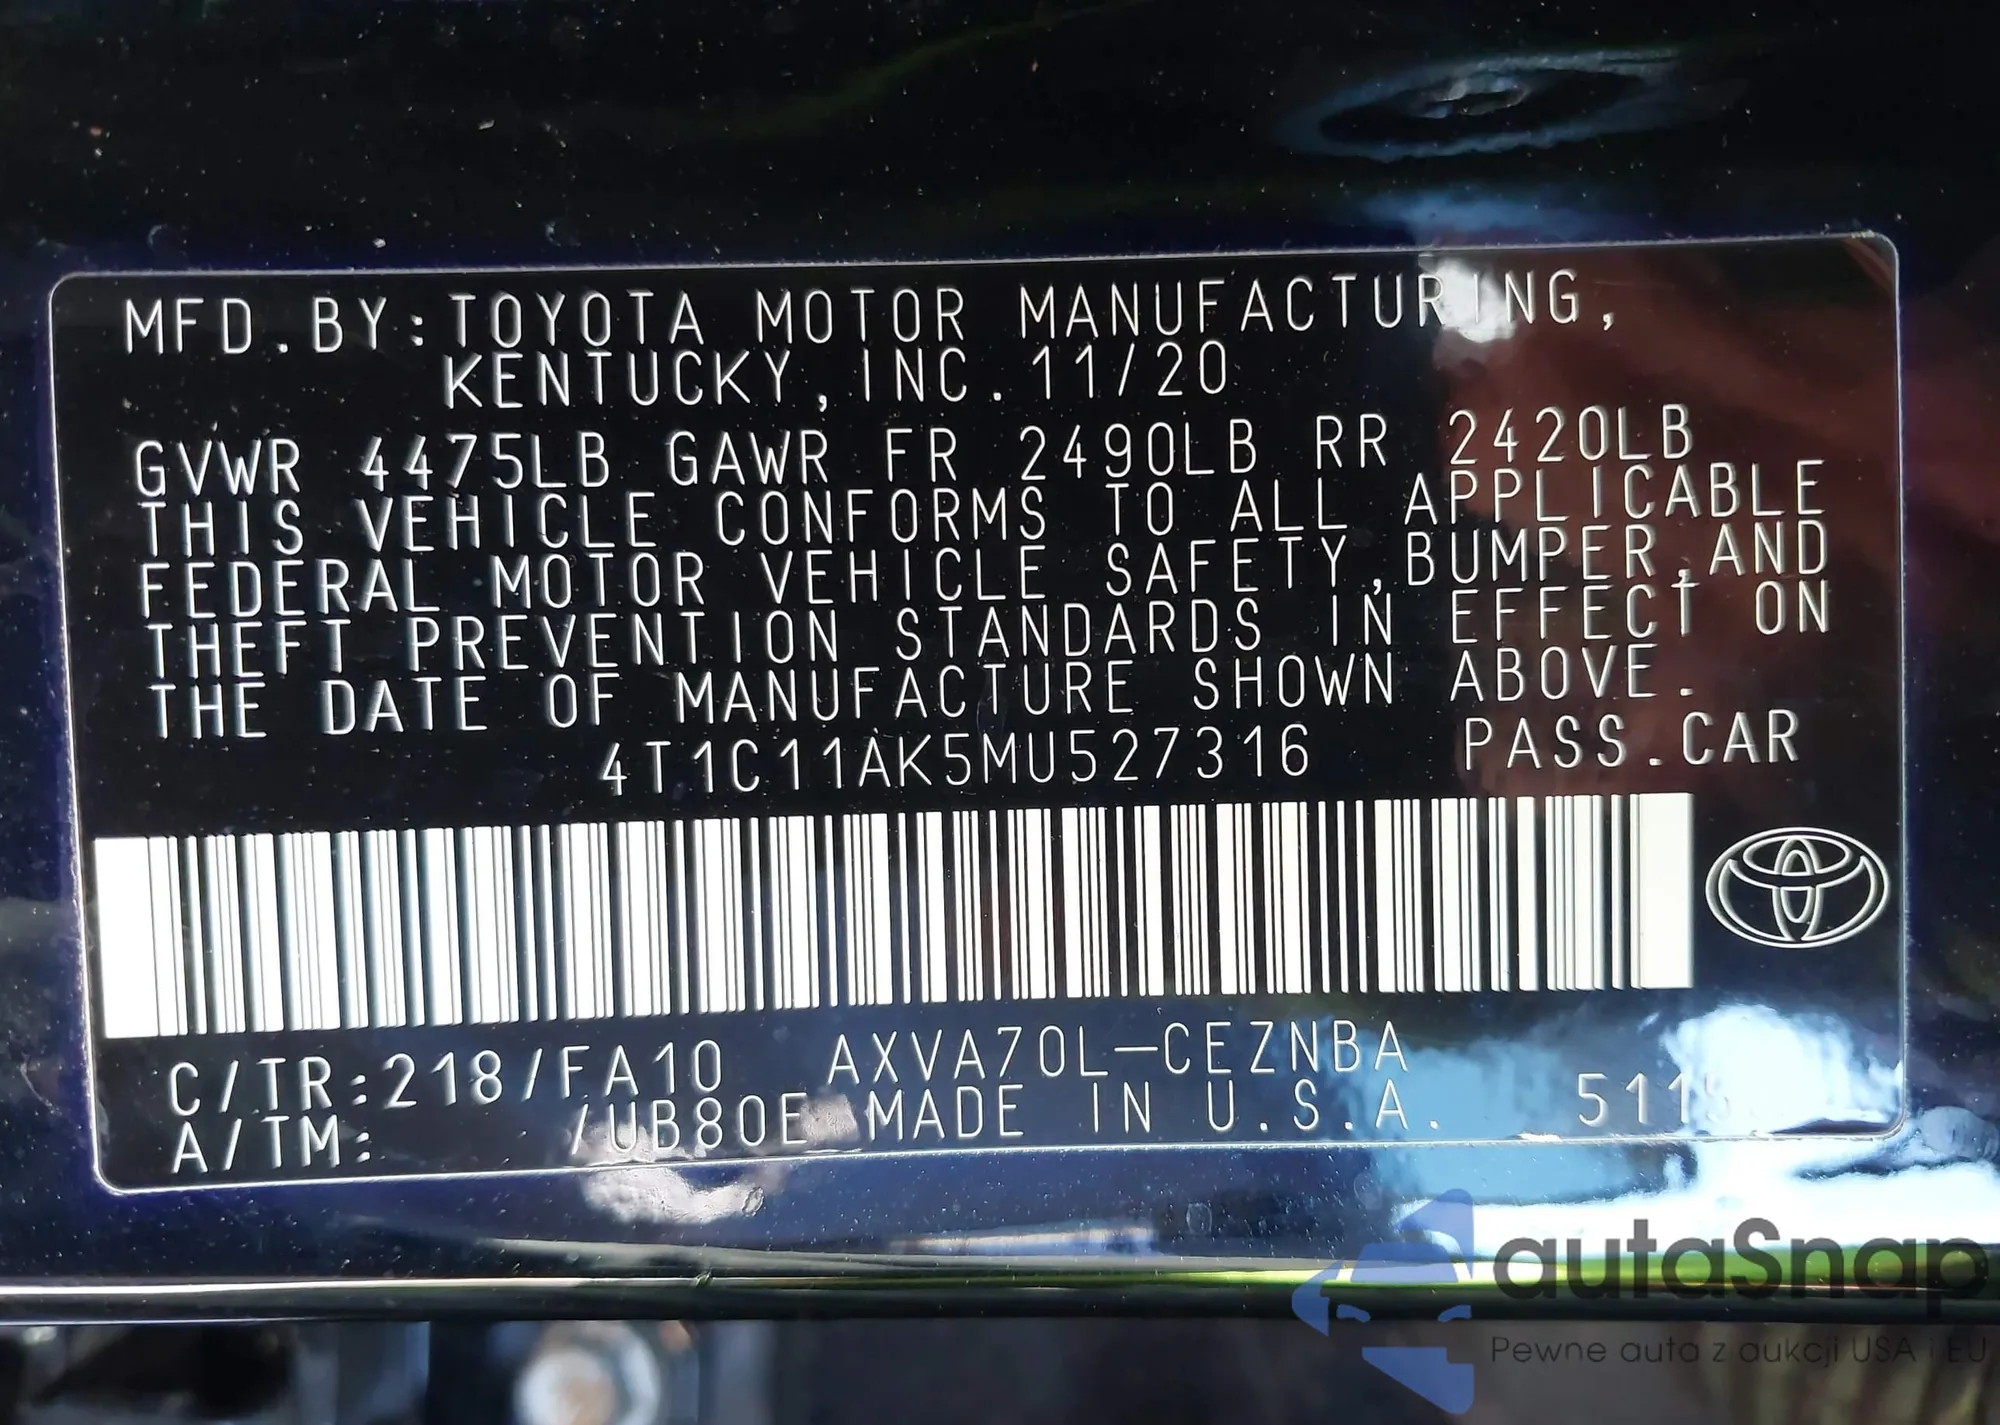 MFD.BY:TOYOTA MOTOR MANUFACTURING,
KENTUCKY,INC.11/20
GVWR 4475LB GAWR FR 2490LB RR 2420LB
THIS VEHICLE CONFORMS TO ALL APPLICABLE
FEDERAL MOTOR VEHICLE SAFETY,BUMPER,AND
THEFT PREVENTION STANDARDS IN EFFECT ON
THE DATE OF MANUFACTURE SHOWN ABOVE.
4T1C11AK5MU527316 PASS.CAR
C/TR:218/FA10 AXVA70L-CEZNBA
A/TM: /UB80E MADE IN U.S.A.
autaSnap
Pewne auta z aukcji USA i EU